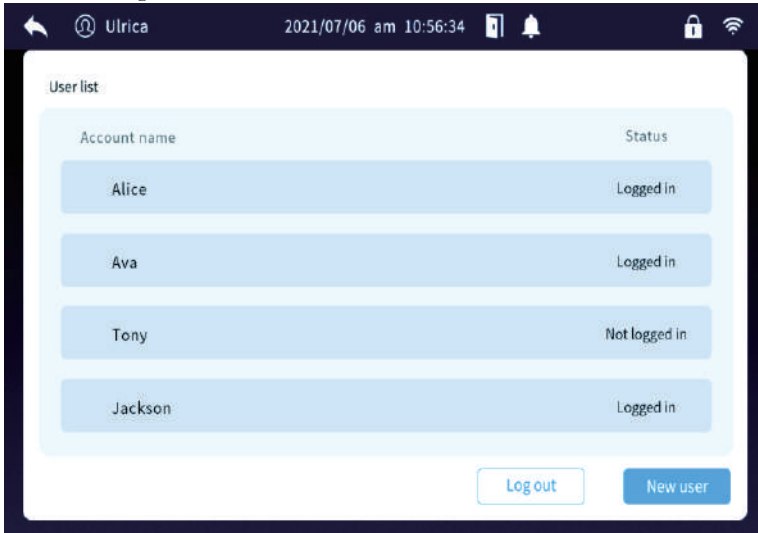 Ulrica 2021/07/06 am 10:56:34
User list
Account name Status
Alice Logged in
Ava Logged in
Tony Not logged in
Jackson Logged in
Log out New user